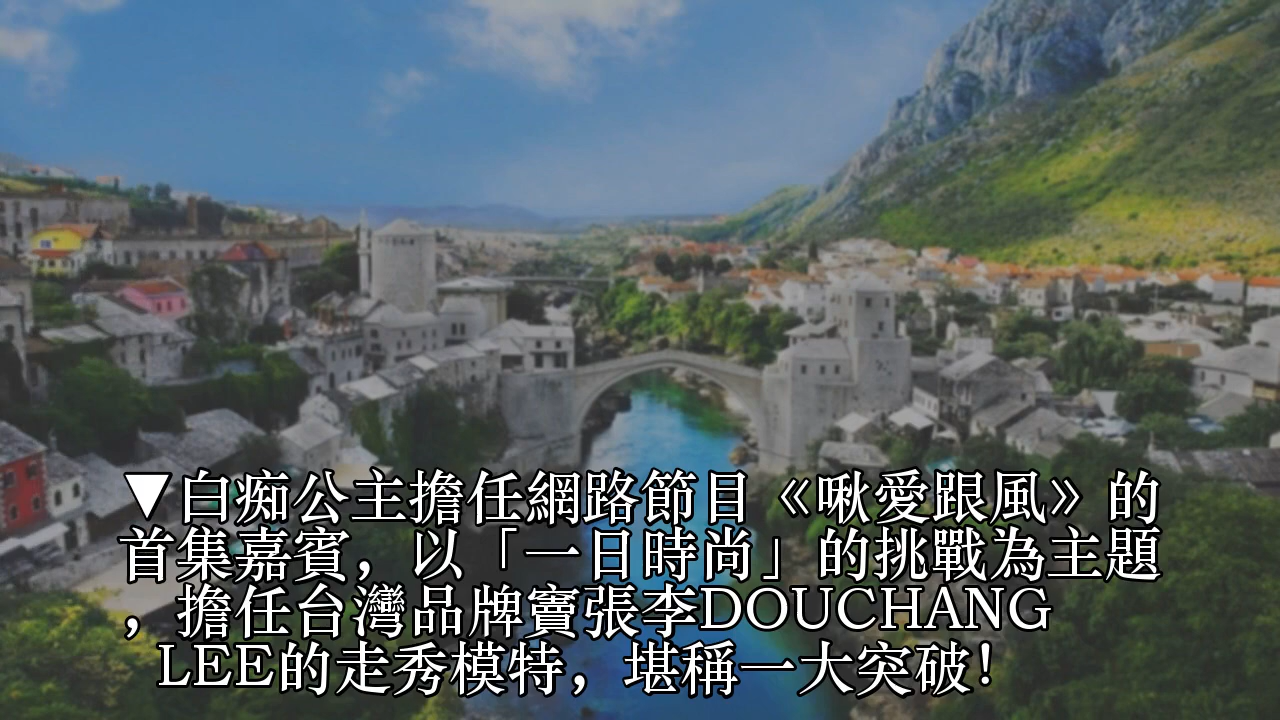 ▼白痴公主擔任網路節目《啾愛跟風》的
首集嘉賓，以「一日時尚」的挑戰為主題
，擔任台灣品牌竇張李DOUCHANG
LEE的走秀模特，堪稱一大突破！